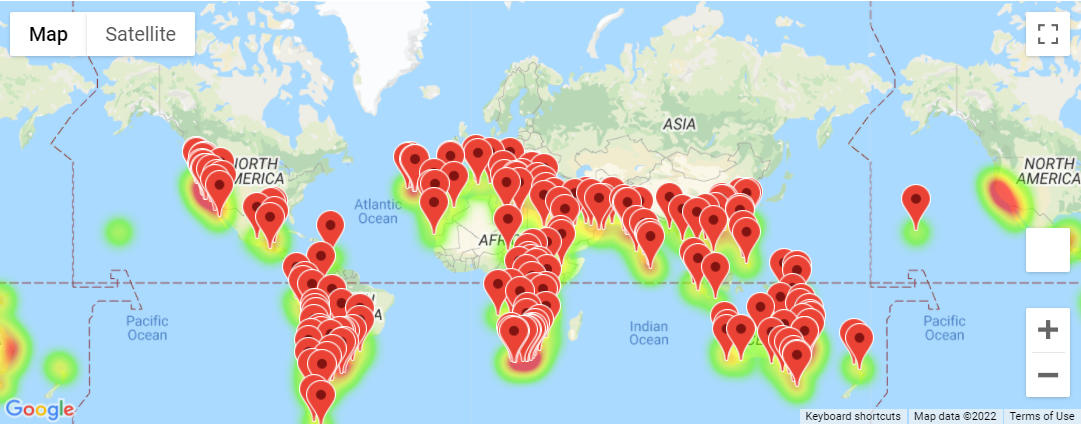 Map
Satellite
ASIA
NORTH
MERICA
NORTH
AMERICA
Atlantic
Ocean
AFR
A
Pacific
Ocean
Indian
Ocean
Pacific
Ocean
Google
Keyboard shortcuts
Map data ©2022
Terms of Use